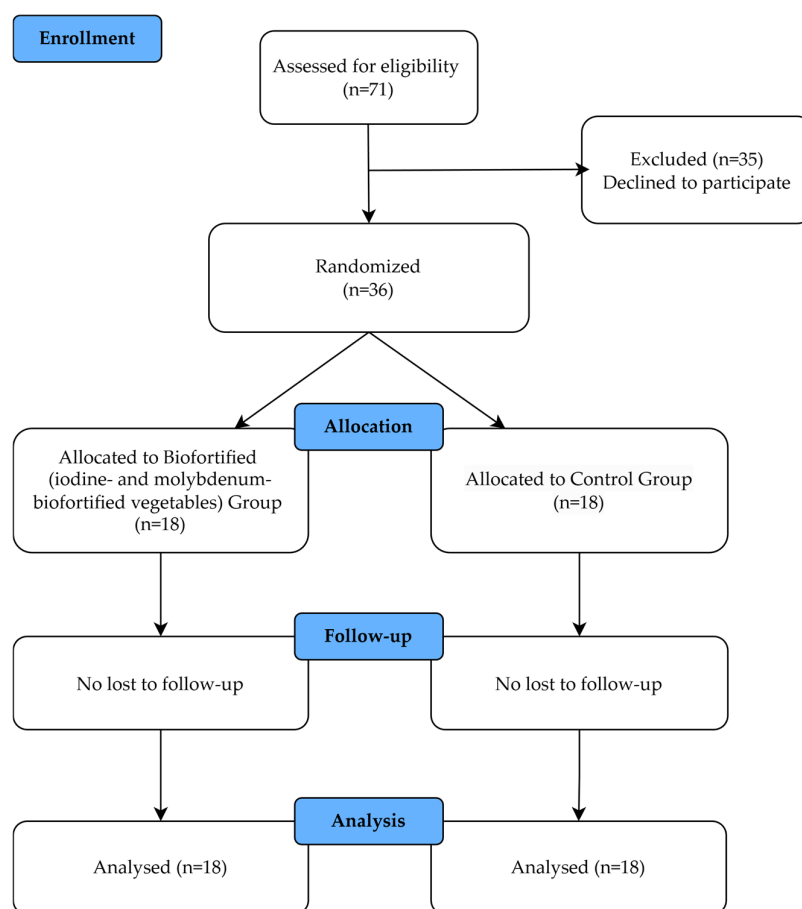 Enrollment
Assessed for eligibility
(n=71)
Excluded (n=35)
Declined to participate
Randomized
(n=36)
Allocation
Allocated to Biofortified
(iodine- and molybdenum-
biofortified vegetables) Group
(n=18)
Allocated to Control Group
(n=18)
Follow-up
No lost to follow-up
No lost to follow-up
Analysis
Analysed (n=18)
Analysed (n=18)